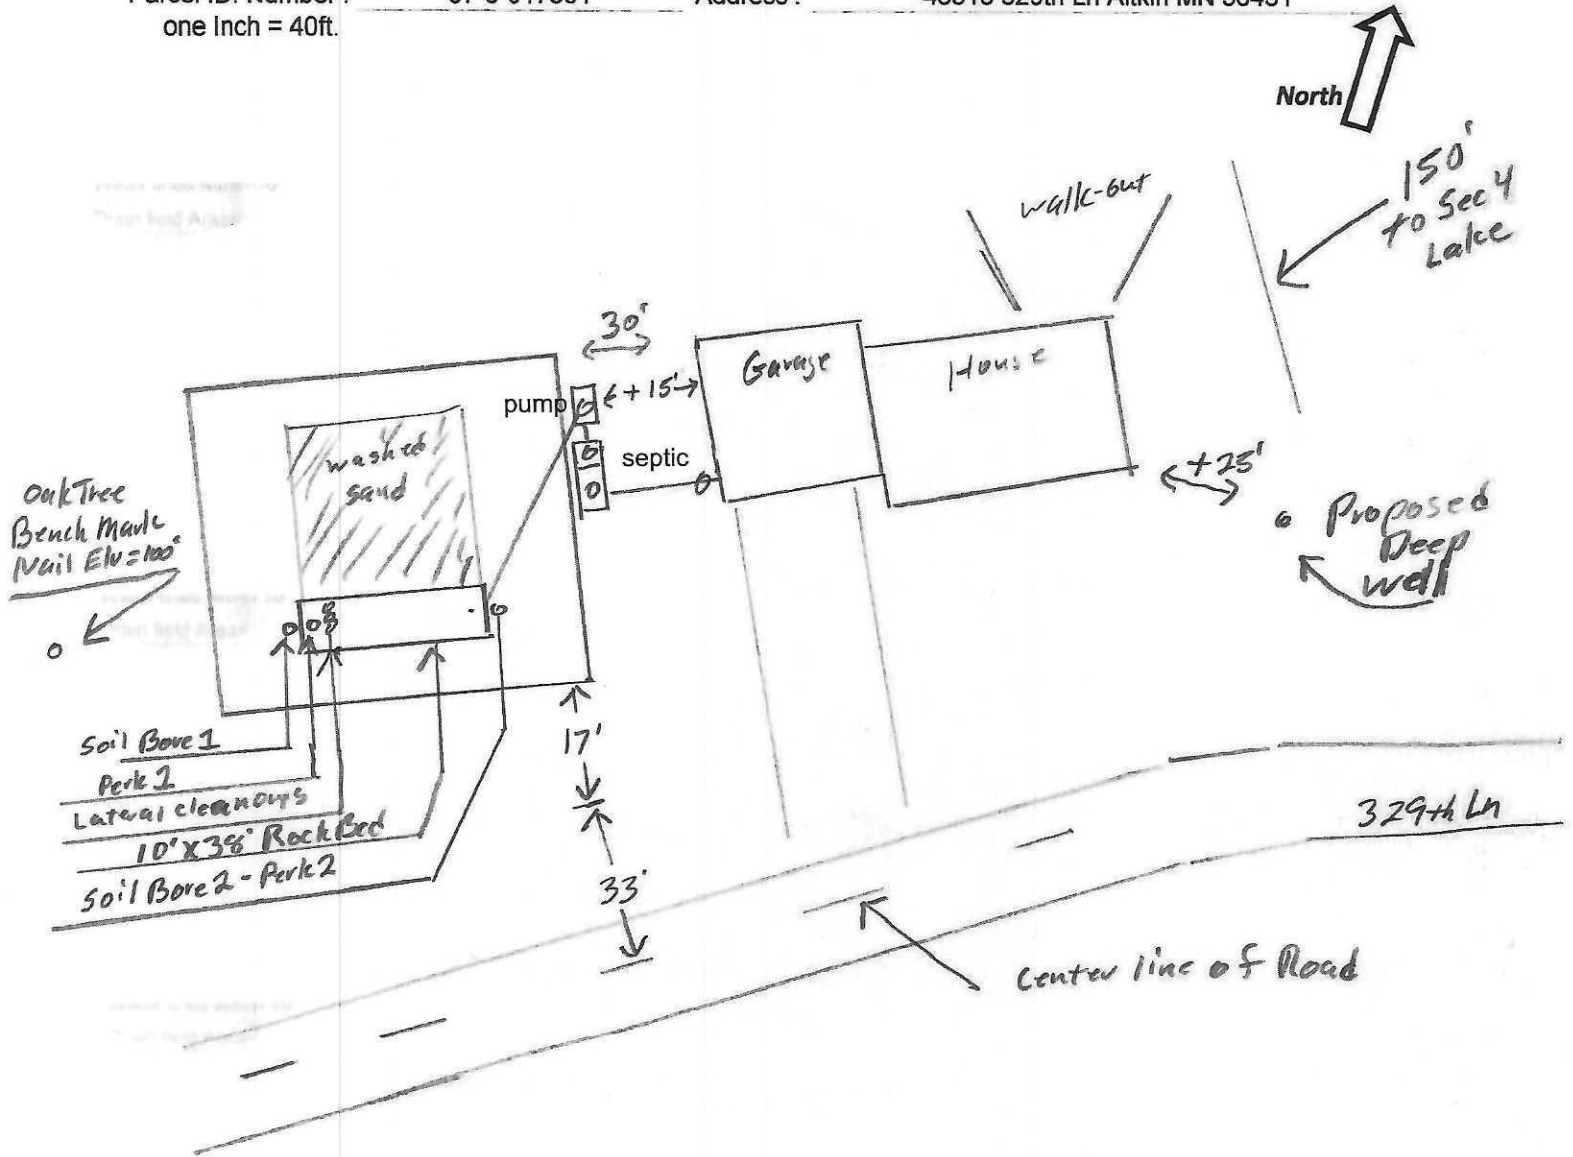 one Inch = 40ft.
North
150'
to Sec 4
Lake
walk-out
30'
Garage
House
pump
+15'
washed
sand
septic
+25'
Oak Tree
Bench Mark
Nail Elv=100'
Proposed
Deep
well
Soil Bore 1
Perk 1
Lateral cleanouts
10'x38' Rock Bed
Soil Bore 2 - Perk 2
17'
33'
329th Ln
Center line of Road